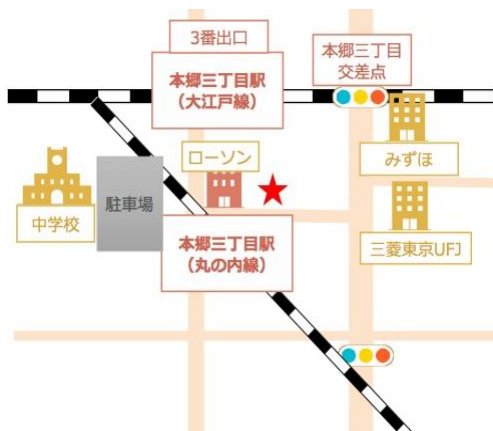 3番出口
本郷三丁目駅
(大江戸線)
本郷三丁目
交差点
ローソン
みずほ
中学校
駐車場
本郷三丁目駅
(丸の内線)
三菱東京UFJ